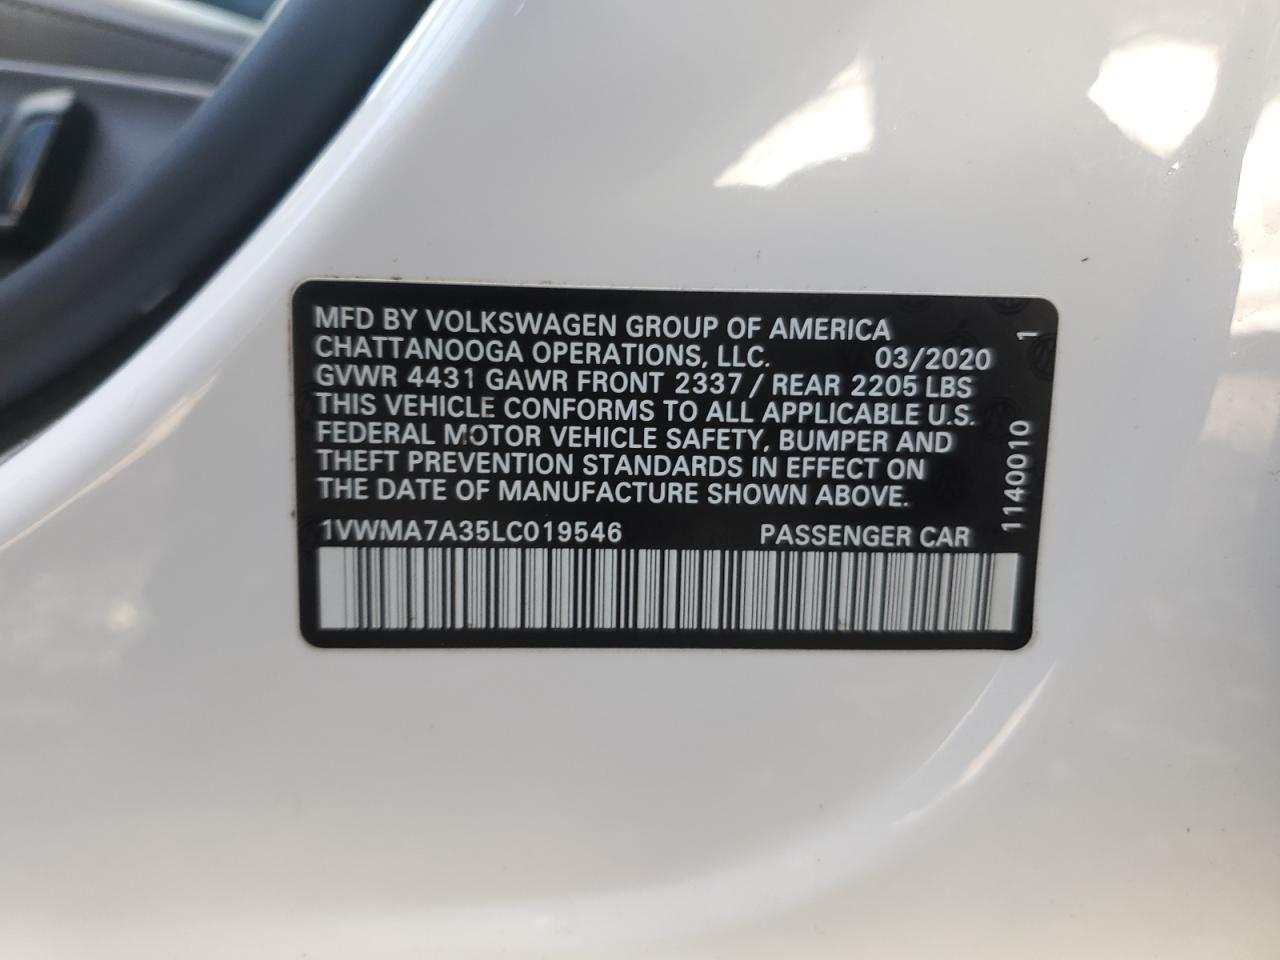 MFD BY VOLKSWAGEN GROUP OF AMERICA
CHATTANOOGA OPERATIONS, LLC. 03/2020
GVWR 4431 GAWR FRONT 2337 / REAR 2205 LBS
THIS VEHICLE CONFORMS TO ALL APPLICABLE U.S.
FEDERAL MOTOR VEHICLE SAFETY, BUMPER AND
THEFT PREVENTION STANDARDS IN EFFECT ON
THE DATE OF MANUFACTURE SHOWN ABOVE.
1VWMA7A35LC019546 PASSENGER CAR
1140010 1